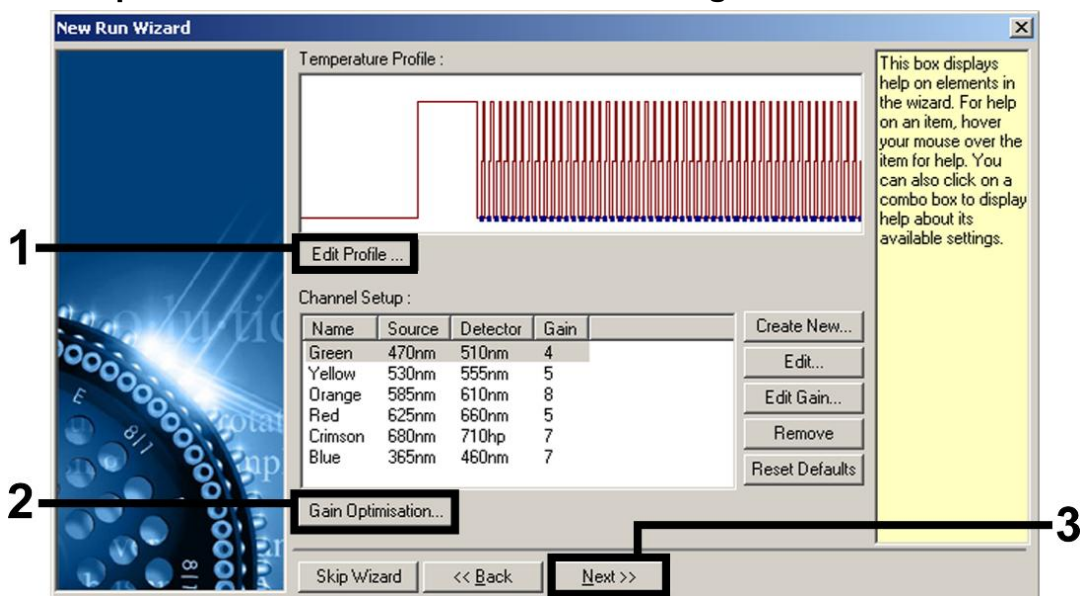 New Run Wizard
Temperature Profile :
This box displays
help on elements in
the wizard. For help
on an item, hover
your mouse over the
item for help. You
can also click on a
combo box to display
help about its
available settings.
1
Edit Profile ...
Channel Setup :
Name Source Detector Gain
Green 470nm 510nm 4
Yellow 530nm 555nm 5
Orange 585nm 610nm 8
Red 625nm 660nm 5
Crimson 680nm 710hp 7
Blue 365nm 460nm 7
Create New...
Edit...
Edit Gain...
Remove
Reset Defaults
2
Gain Optimisation...
3
Skip Wizard
<< Back
Next >>